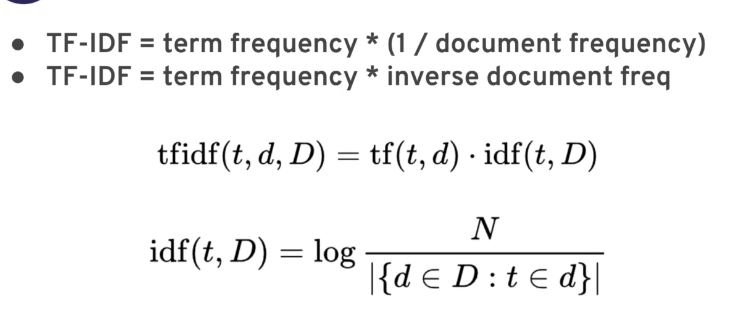 ● TF-IDF = term frequency * (1 / document frequency)
● TF-IDF = term frequency * inverse document freq
tfidf(t, d, D) = tf(t, d) · idf(t, D)
idf(t, D) = log N / |{d ∈ D : t ∈ d}|